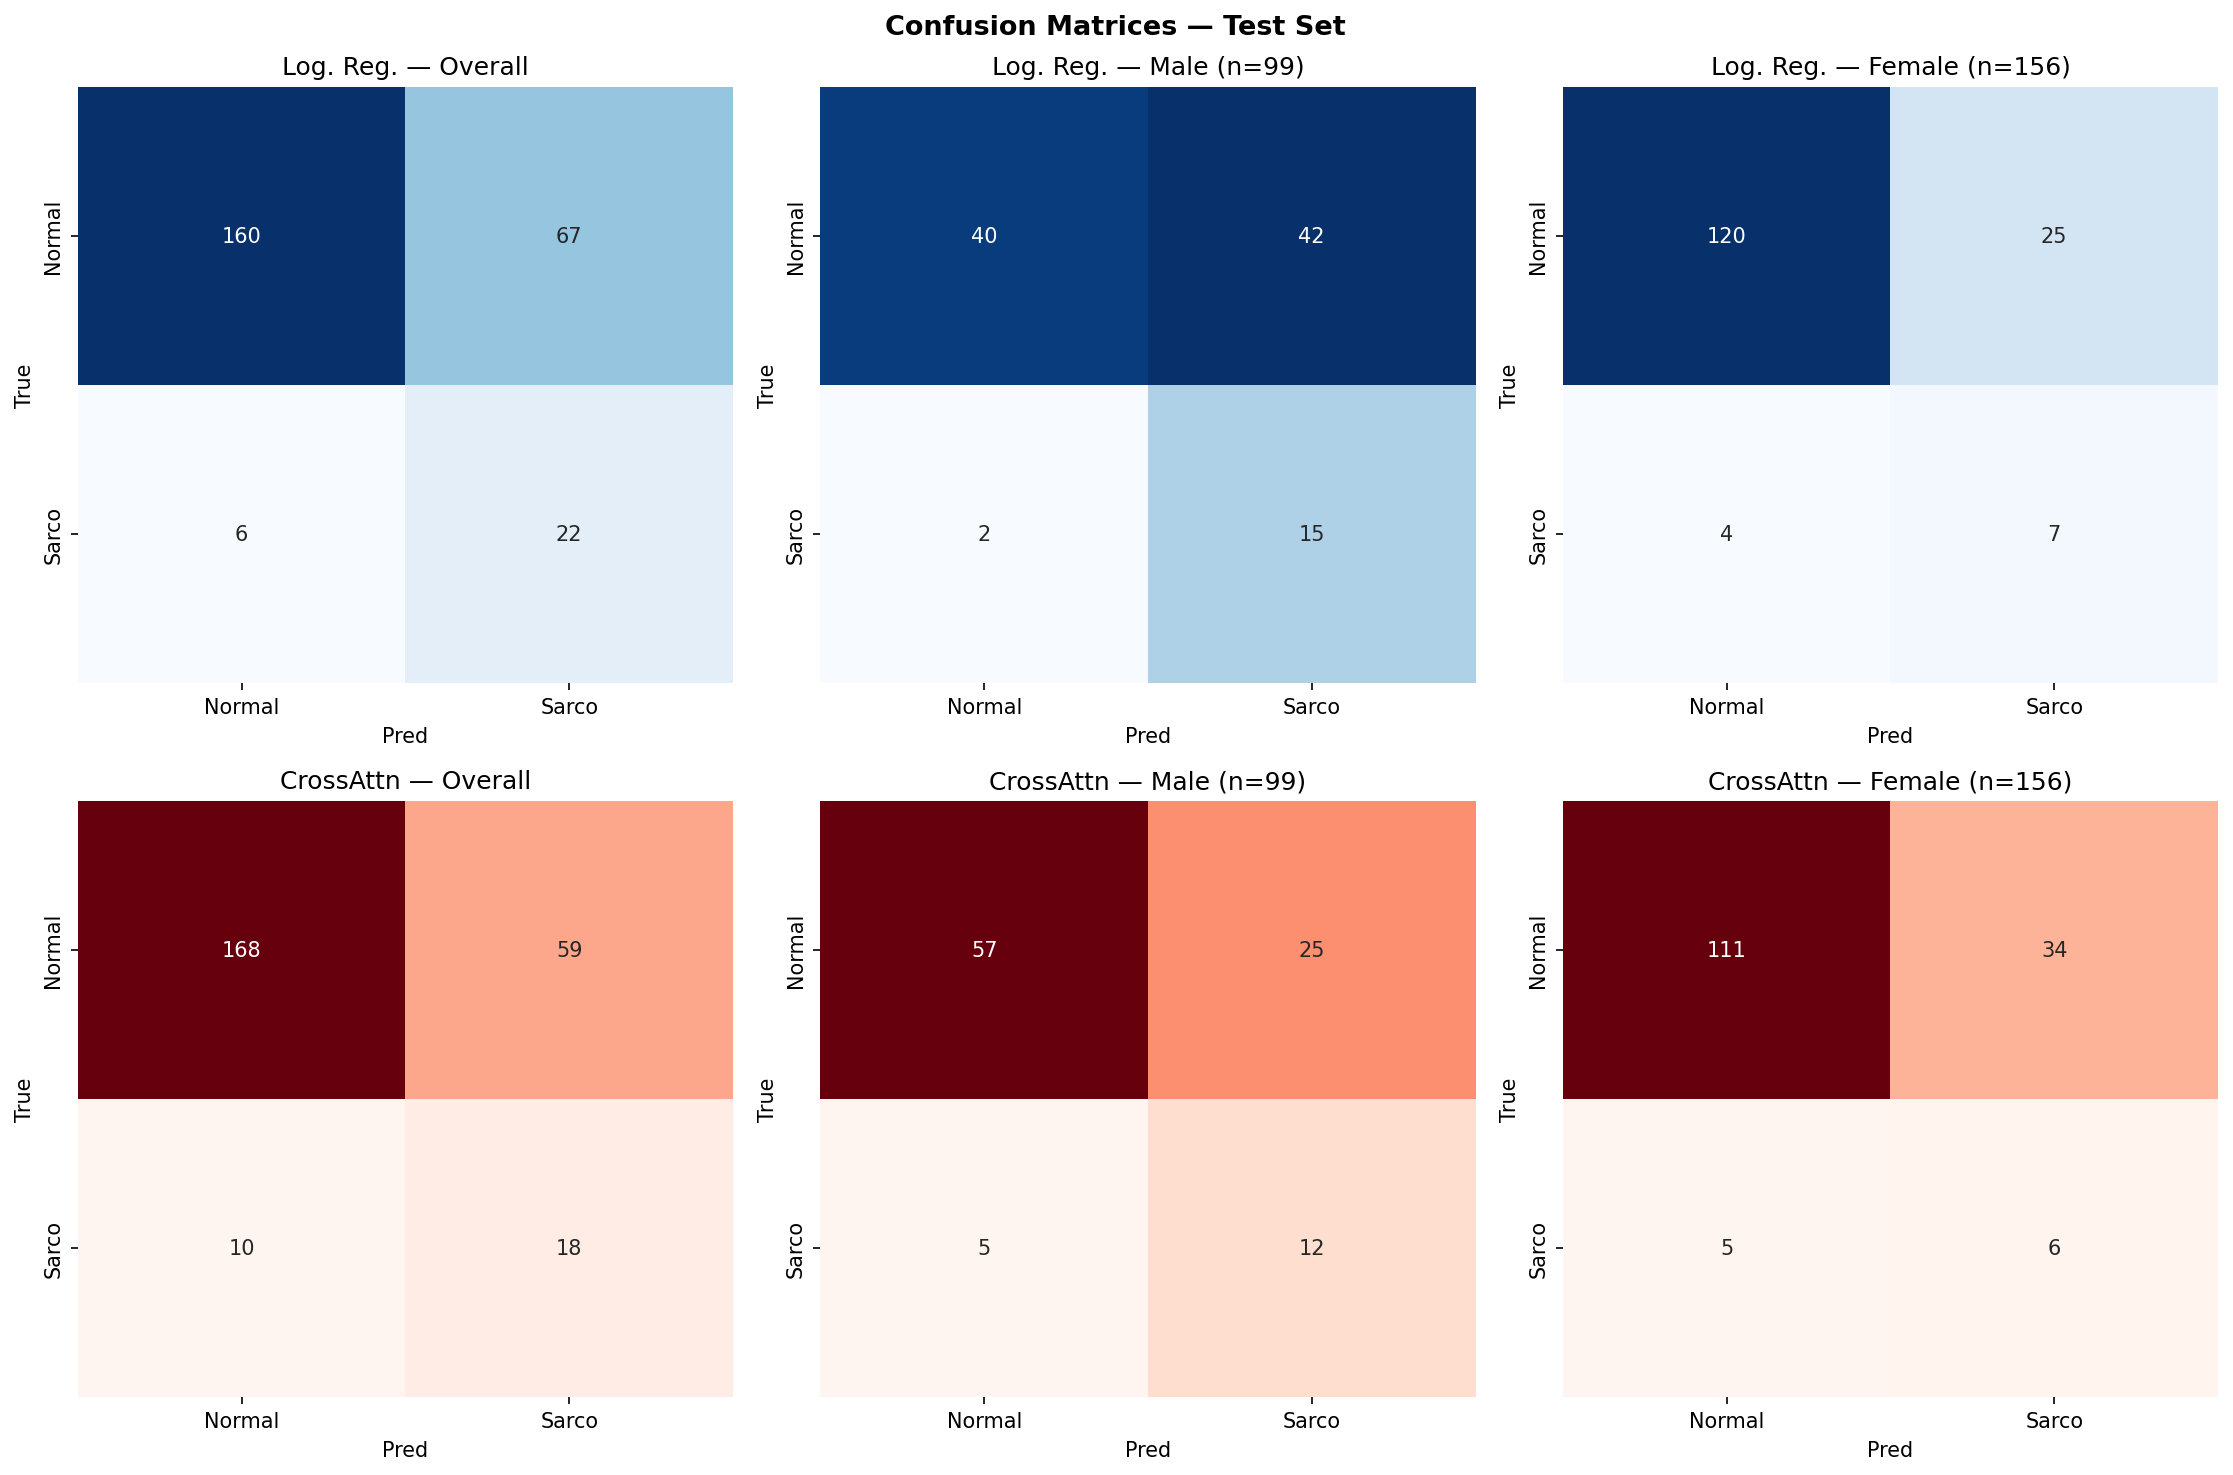 Confusion Matrices — Test Set
Log. Reg. — Overall
True
Normal
Sarco
160
67
6
22
Normal
Sarco
Pred
Log. Reg. — Male (n=99)
True
Normal
Sarco
40
42
2
15
Normal
Sarco
Pred
Log. Reg. — Female (n=156)
True
Normal
Sarco
120
25
4
7
Normal
Sarco
Pred
CrossAttn — Overall
True
Normal
Sarco
168
59
10
18
Normal
Sarco
Pred
CrossAttn — Male (n=99)
True
Normal
Sarco
57
25
5
12
Normal
Sarco
Pred
CrossAttn — Female (n=156)
True
Normal
Sarco
111
34
5
6
Normal
Sarco
Pred